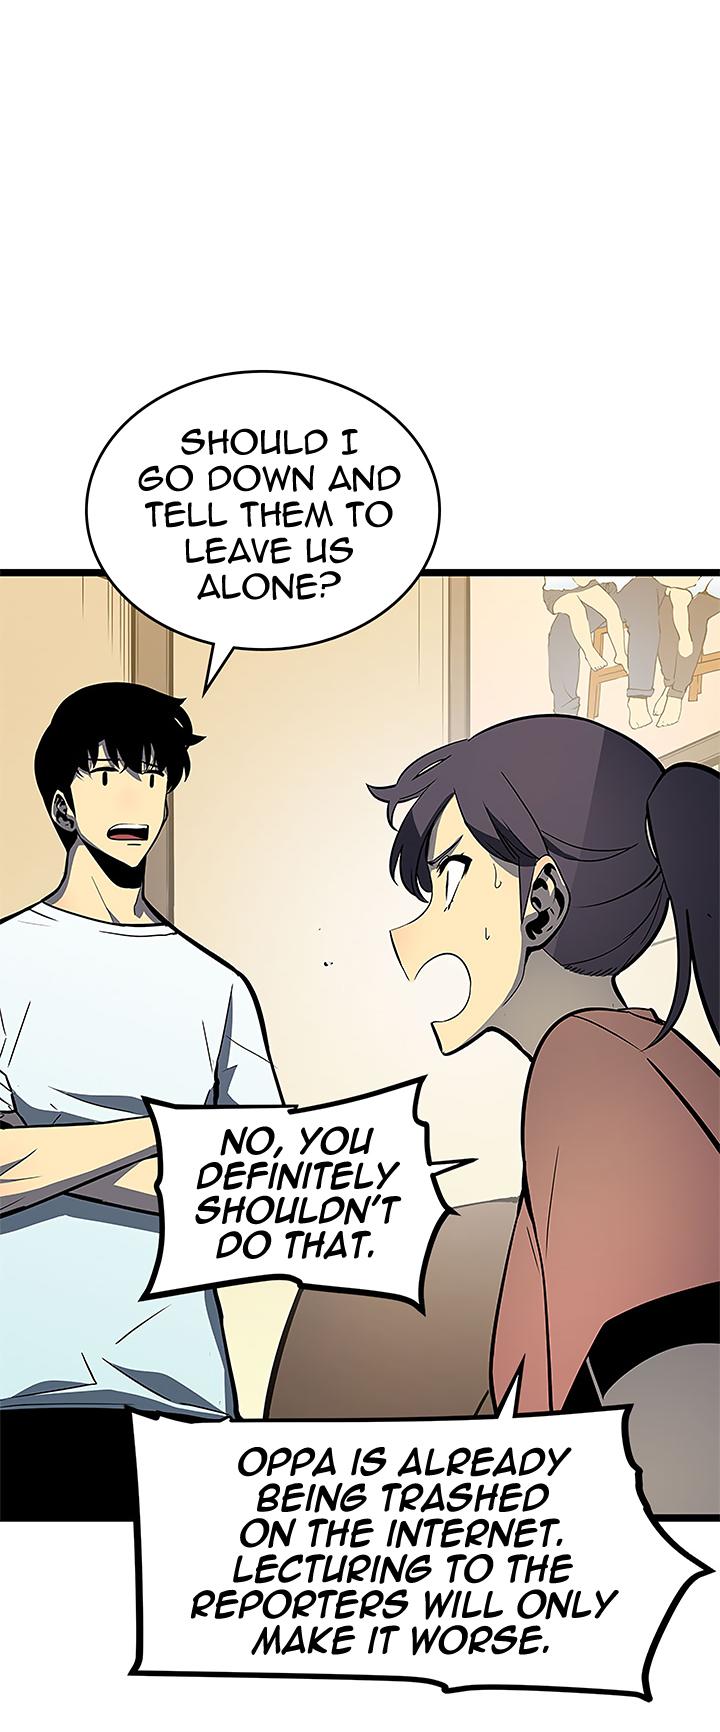 SHOULD I
GO DOWN AND
TELL THEM TO
LEAVE US
ALONE?
NO, YOU
DEFINITELY
SHOULDN'T
DO THAT.
OPPA IS ALREADY
BEING TRASHED
ON THE INTERNET.
LECTURING TO THE
REPORTERS WILL ONLY
MAKE IT WORSE.